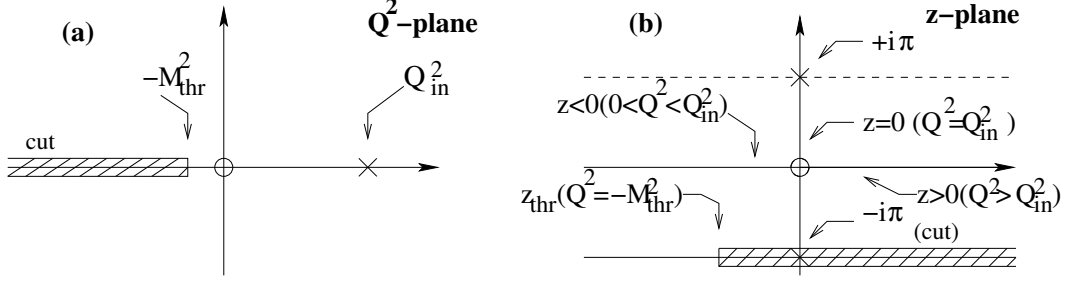 (a)
Q²−plane
−M²thr
Q²in
cut
(b)
z−plane
+iπ
z<0(0<Q²<Q²in)
z=0 (Q²=Q²in)
zthr(Q²=−M²thr)
z>0(Q²>Q²in)
−iπ
(cut)